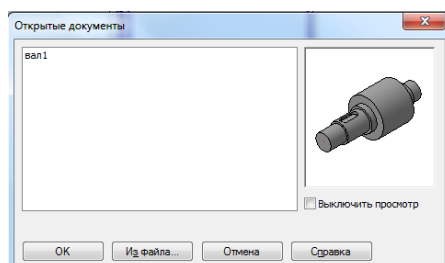 Открытые документы
вал1
Выключить просмотр
OK
Из файла...
Отмена
Справка